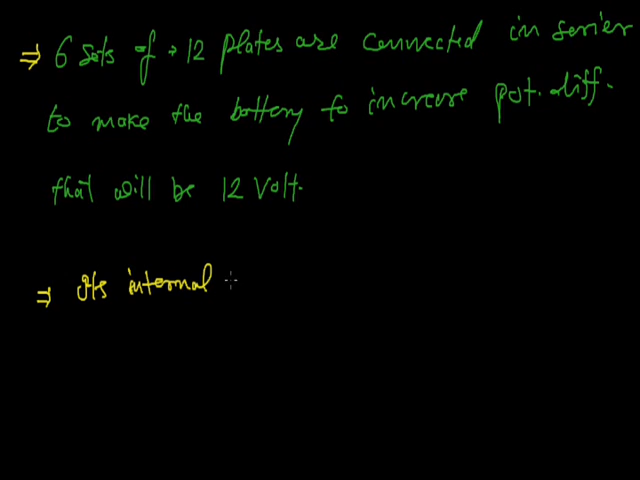 ⇒ 6 sets of 12 plates are connected in series
to make the battery to increase pot. diff.
that will be 12 Volt.
⇒ Its internal